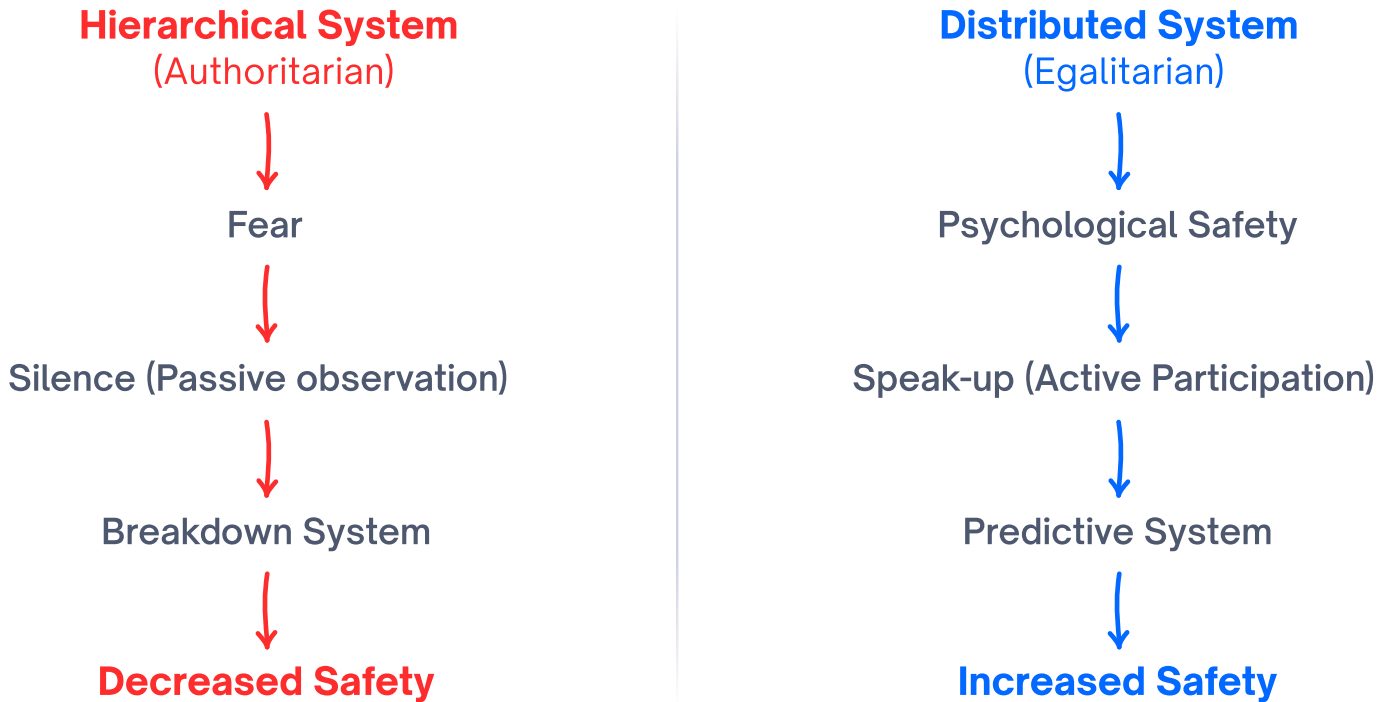 Hierarchical System
(Authoritarian)
Fear
Silence (Passive observation)
Breakdown System
Decreased Safety
Distributed System
(Egalitarian)
Psychological Safety
Speak-up (Active Participation)
Predictive System
Increased Safety